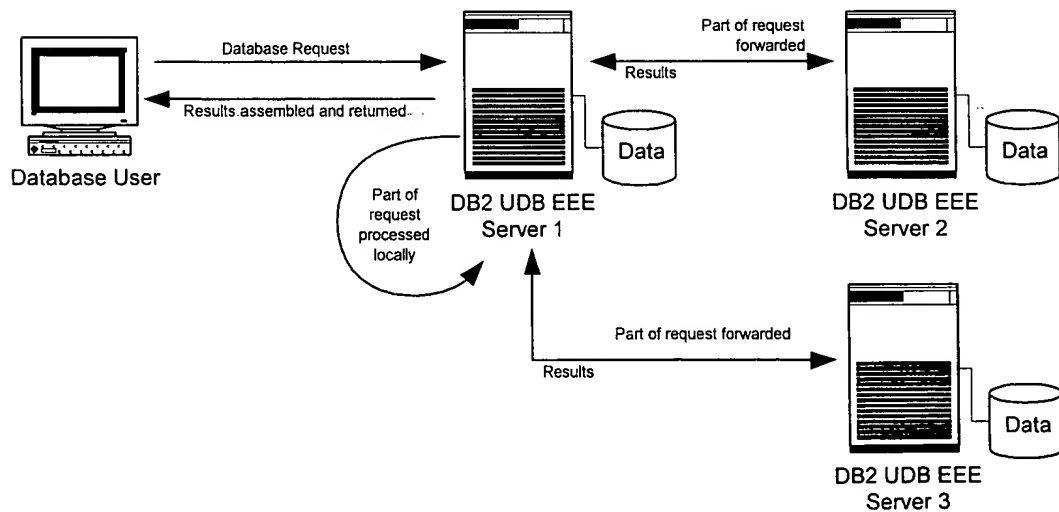 Database Request
Results assembled and returned
Database User
Part of
request
processed
locally
Data
DB2 UDB EEE
Server 1
Part of request
forwarded
Results
Data
DB2 UDB EEE
Server 2
Part of request forwarded
Results
Data
DB2 UDB EEE
Server 3